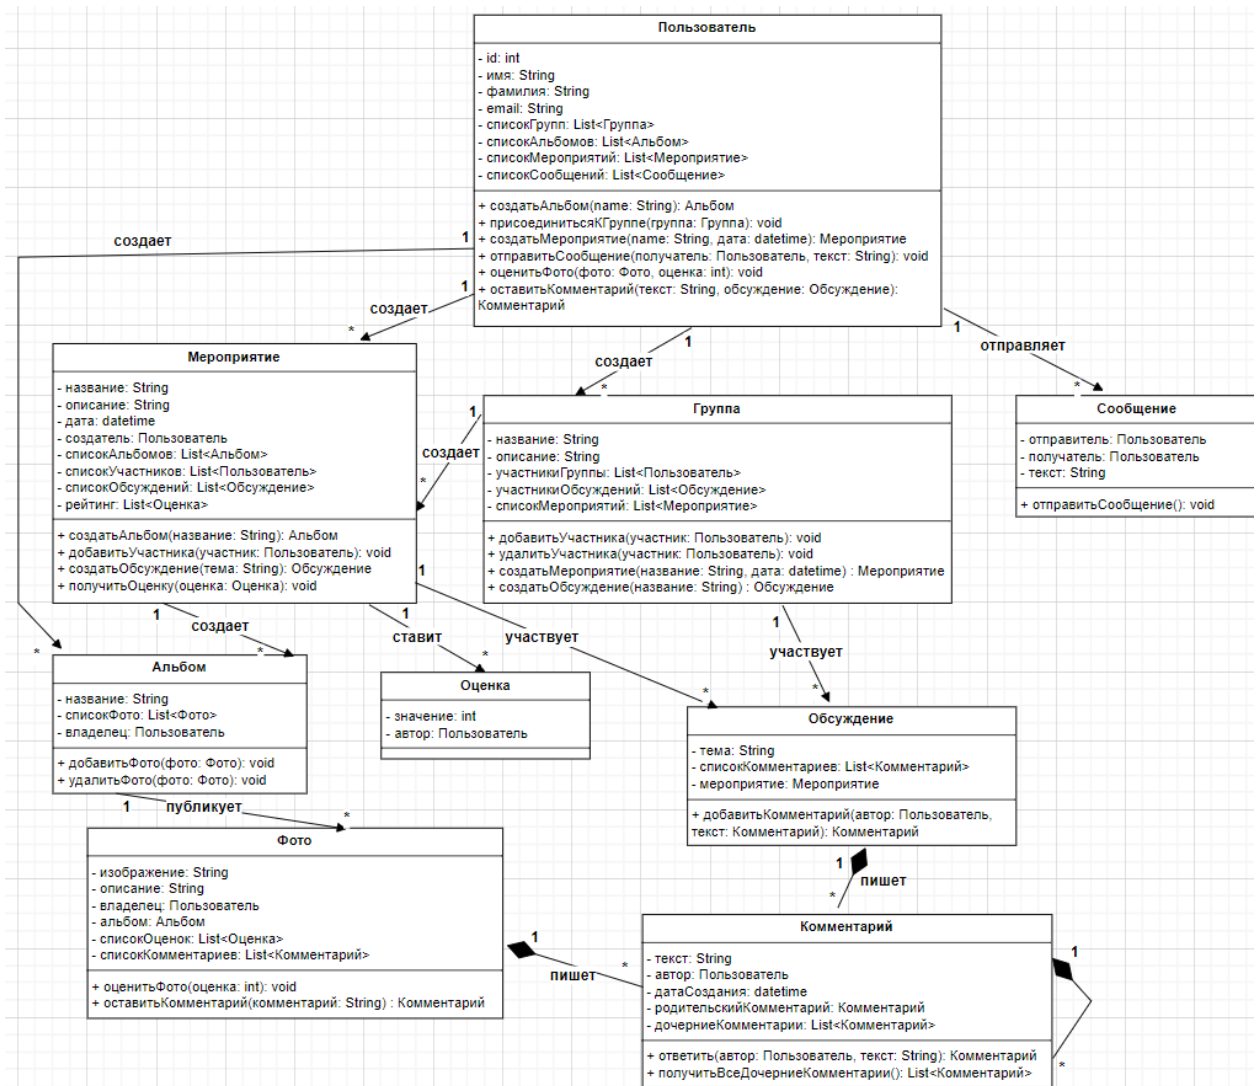 Пользователь
- id: int
- имя: String
- фамилия: String
- email: String
- списокГрупп: List<Группа>
- списокАльбомов: List<Альбом>
- списокМероприятий: List<Мероприятие>
- списокСообщений: List<Сообщение>
+ создатьАльбом(name: String): Альбом
+ присоединитьсяКГруппе(группа: Группа): void
+ создатьМероприятие(name: String, дата: datetime): Мероприятие
+ отправитьСообщение(получатель: Пользователь, текст: String): void
+ оценитьФото(фото: Фото, оценка: int): void
+ оставитьКомментарий(текст: String, обсуждение: Обсуждение):
Комментарий
создает
1
*
1
создает
*
1
создает
*
1
отправляет
*
Мероприятие
- название: String
- описание: String
- дата: datetime
- создатель: Пользователь
- списокАльбомов: List<Альбом>
- списокУчастников: List<Пользователь>
- списокОбсуждений: List<Обсуждение>
- рейтинг: List<Оценка>
+ создатьАльбом(название: String): Альбом
+ добавитьУчастника(участник: Пользователь): void
+ создатьОбсуждение(тема: String): Обсуждение
+ получитьОценку(оценка: Оценка): void
1
создает
*
Группа
- название: String
- описание: String
- участникиГруппы: List<Пользователь>
- участникиОбсуждений: List<Обсуждение>
- списокМероприятий: List<Мероприятие>
+ добавитьУчастника(участник: Пользователь): void
+ удалитьУчастника(участник: Пользователь): void
+ создатьМероприятие(название: String, дата: datetime) : Мероприятие
+ создатьОбсуждение(название: String) : Обсуждение
Сообщение
- отправитель: Пользователь
- получатель: Пользователь
- текст: String
+ отправитьСообщение(): void
1
создает
*
1
ставит
*
1
участвует
*
1
участвует
*
Альбом
- название: String
- списокФото: List<Фото>
- владелец: Пользователь
+ добавитьФото(фото: Фото): void
+ удалитьФото(фото: Фото): void
Оценка
- значение: int
- автор: Пользователь
Обсуждение
- тема: String
- списокКомментариев: List<Комментарий>
- мероприятие: Мероприятие
+ добавитьКомментарий(автор: Пользователь,
текст: Комментарий): Комментарий
1
публикует
*
Фото
- изображение: String
- описание: String
- владелец: Пользователь
- альбом: Альбом
- списокОценок: List<Оценка>
- списокКомментариев: List<Комментарий>
+ оценитьФото(оценка: int): void
+ оставитьКомментарий(комментарий: String) : Комментарий
1
пишет
*
1
пишет
*
Комментарий
- текст: String
- автор: Пользователь
- датаСоздания: datetime
- родительскийКомментарий: Комментарий
- дочерниеКомментарии: List<Комментарий>
+ ответить(автор: Пользователь, текст: String): Комментарий
+ получитьВсеДочерниеКомментарии(): List<Комментарий>
1
*